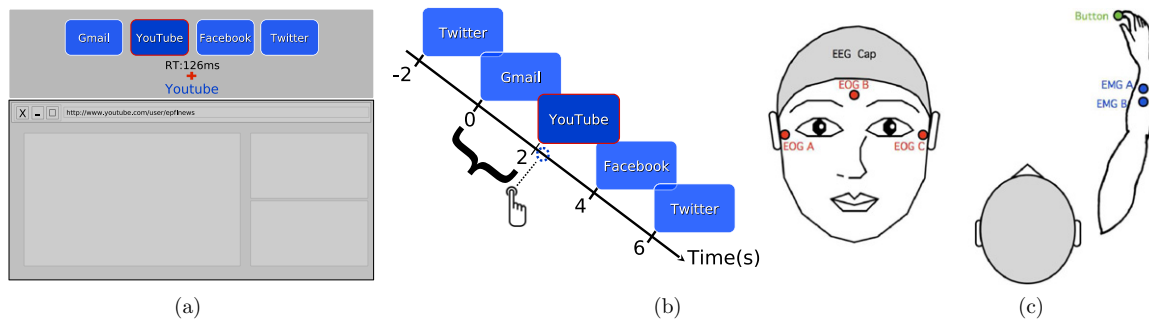 Gmail YouTube Facebook Twitter
RT:126ms
Youtube
X
http://www.youtube.com/user/epflnews
(a)
Twitter
-2
Gmail
0
YouTube
2
Facebook
4
Twitter
6
Time(s)
(b)
Button
EEG Cap
EOG B
EMG A
EMG B
EOG A
EOG C
(c)